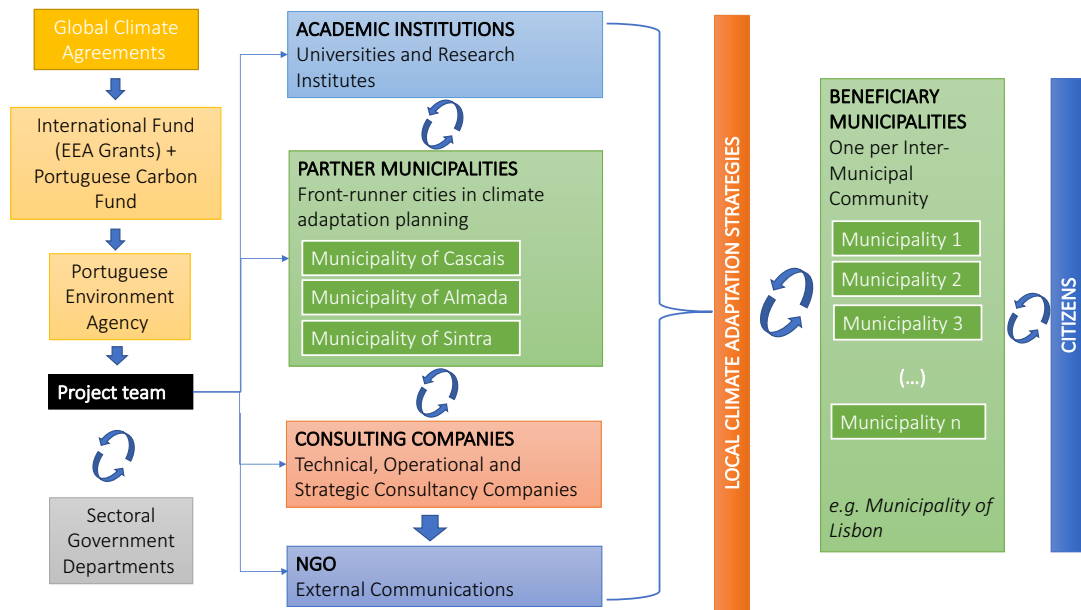 Global Climate
Agreements
International Fund
(EEA Grants) +
Portuguese Carbon
Fund
Portuguese
Environment
Agency
Project team
Sectoral
Government
Departments
ACADEMIC INSTITUTIONS
Universities and Research
Institutes
PARTNER MUNICIPALITIES
Front-runner cities in climate
adaptation planning
Municipality of Cascais
Municipality of Almada
Municipality of Sintra
CONSULTING COMPANIES
Technical, Operational and
Strategic Consultancy Companies
NGO
External Communications
LOCAL CLIMATE ADAPTATION STRATEGIES
BENEFICIARY
MUNICIPALITIES
One per Inter-
Municipal
Community
Municipality 1
Municipality 2
Municipality 3
(...)
Municipality n
e.g. Municipality of
Lisbon
CITIZENS